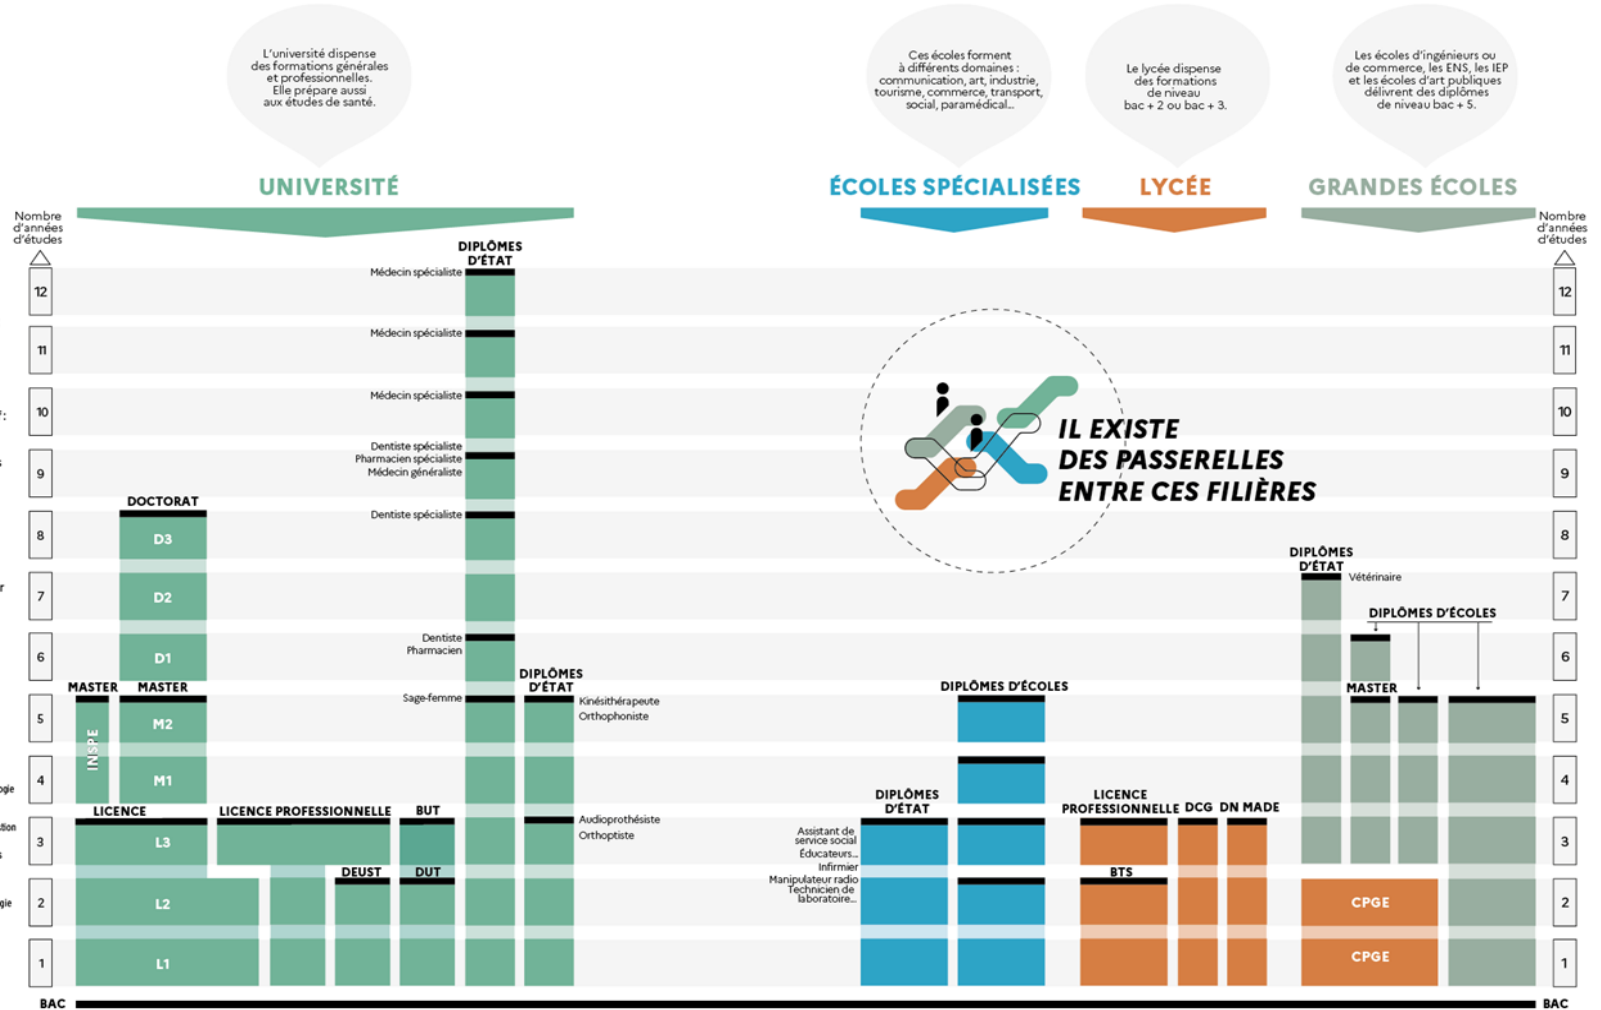 L'université dispense
des formations générales
et professionnelles.
Elle prépare aussi
aux études de santé.
Ces écoles forment
à différents domaines :
communication, art, industrie,
tourisme, commerce, transport,
social, paramédical...
Le lycée dispense
des formations
de niveau
bac + 2 ou bac + 3.
Les écoles d'ingénieurs ou
de commerce, les ENS, les IEP
et les écoles d'art publiques
délivrent des diplômes
de niveau bac + 5.
UNIVERSITÉ
ÉCOLES SPÉCIALISÉES
LYCÉE
GRANDES ÉCOLES
Nombre
d'années
d'études
Nombre
d'années
d'études
DIPLÔMES
D'ÉTAT
12
Médecin spécialiste
12
11
Médecin spécialiste
11
10
Médecin spécialiste
10
IL EXISTE
DES PASSERELLES
ENTRE CES FILIÈRES
9
Dentiste spécialiste
Pharmacien spécialiste
Médecin généraliste
9
DOCTORAT
8
D3
Dentiste spécialiste
8
DIPLÔMES
D'ÉTAT
Vétérinaire
7
D2
7
DIPLÔMES D'ÉCOLES
6
D1
Dentiste
Pharmacien
6
MASTER
MASTER
DIPLÔMES
D'ÉTAT
DIPLÔMES D'ÉCOLES
MASTER
5
INSPE
M2
Sage-femme
Kinésithérapeute
Orthophoniste
5
4
M1
4
ogie
LICENCE
LICENCE PROFESSIONNELLE
BUT
DIPLÔMES
D'ÉTAT
LICENCE
PROFESSIONNELLE
DCG
DN MADE
3
L3
Audioprothésiste
Orthoptiste
Assistant de
service social
Éducateurs...
Infirmier
3
stion
DEUST
DUT
BTS
Manipulateur radio
Technicien de
laboratoire...
2
L2
CPGE
2
gie
1
L1
CPGE
1
BAC
BAC